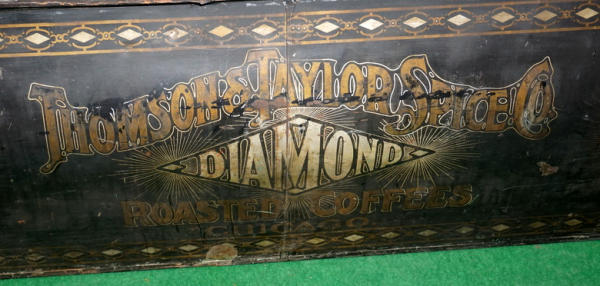 THOMSON & TAYLOR SPICE CO.
DIAMOND
ROASTED COFFEES
CHICAGO